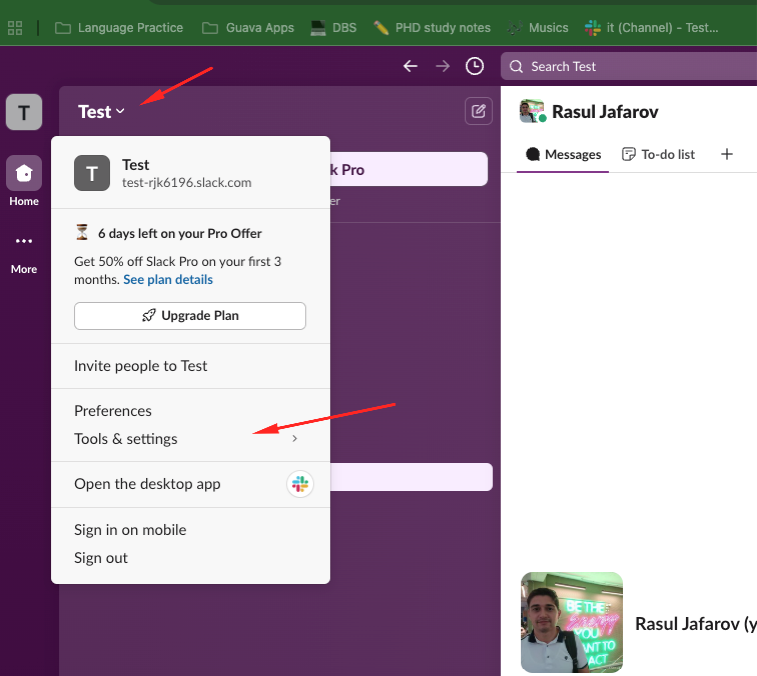 Language Practice
Guava Apps
DBS
PHD study notes
Musics
it (Channel) - Test...
Search Test
T
Test
Rasul Jafarov
Messages
To-do list
Home
More
T
Test
test-rjk6196.slack.com
k Pro
er
6 days left on your Pro Offer
Get 50% off Slack Pro on your first 3
months. See plan details
Upgrade Plan
Invite people to Test
Preferences
Tools & settings
Open the desktop app
Sign in on mobile
Sign out
BE THE
YOU
WANT TO
ACT
Rasul Jafarov (y